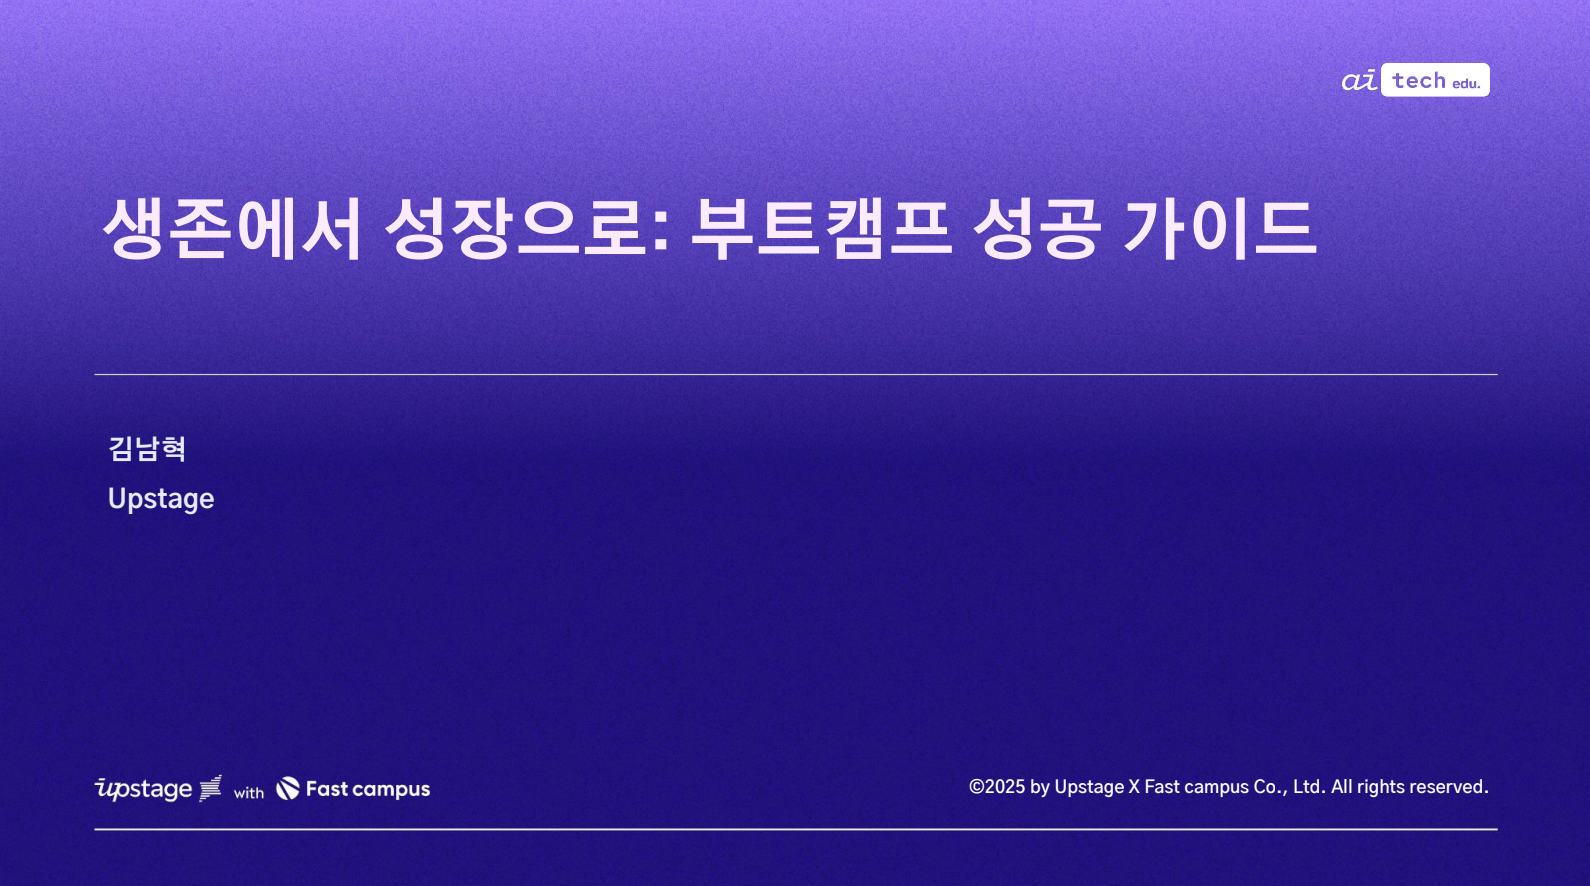 ai tech edu.
생존에서 성장으로: 부트캠프 성공 가이드
김남혁
Upstage
upstage with Fast campus
©2025 by Upstage X Fast campus Co., Ltd. All rights reserved.